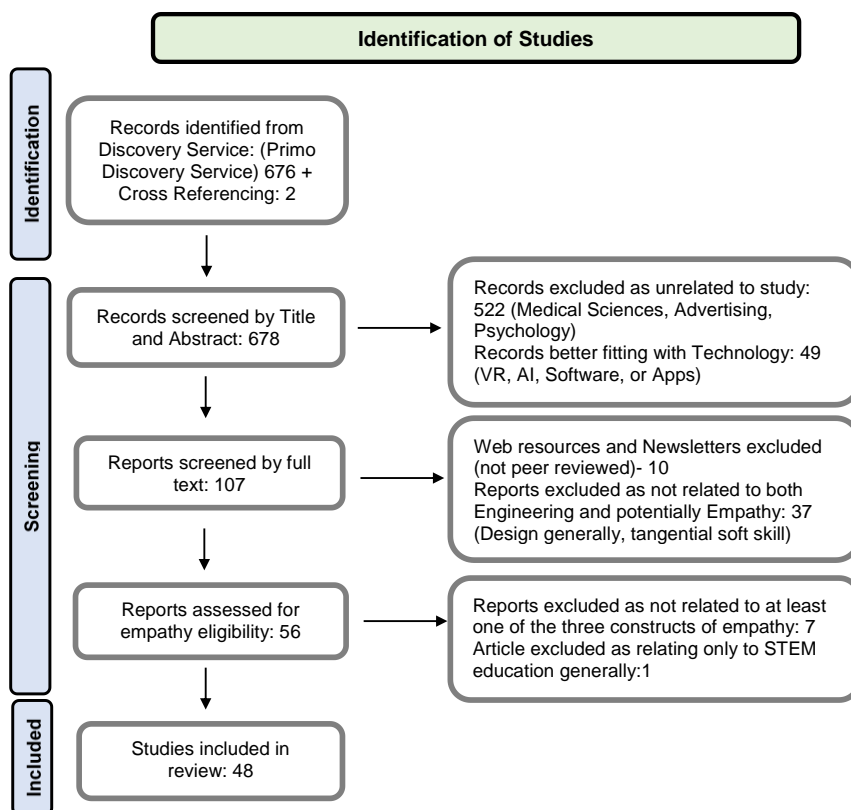 Identification of Studies
Identification
Records identified from
Discovery Service: (Primo
Discovery Service) 676 +
Cross Referencing: 2
Screening
Records screened by Title
and Abstract: 678
Records excluded as unrelated to study:
522 (Medical Sciences, Advertising,
Psychology)
Records better fitting with Technology: 49
(VR, AI, Software, or Apps)
Reports screened by full
text: 107
Web resources and Newsletters excluded
(not peer reviewed)- 10
Reports excluded as not related to both
Engineering and potentially Empathy: 37
(Design generally, tangential soft skill)
Reports assessed for
empathy eligibility: 56
Reports excluded as not related to at least
one of the three constructs of empathy: 7
Article excluded as relating only to STEM
education generally:1
Included
Studies included in
review: 48